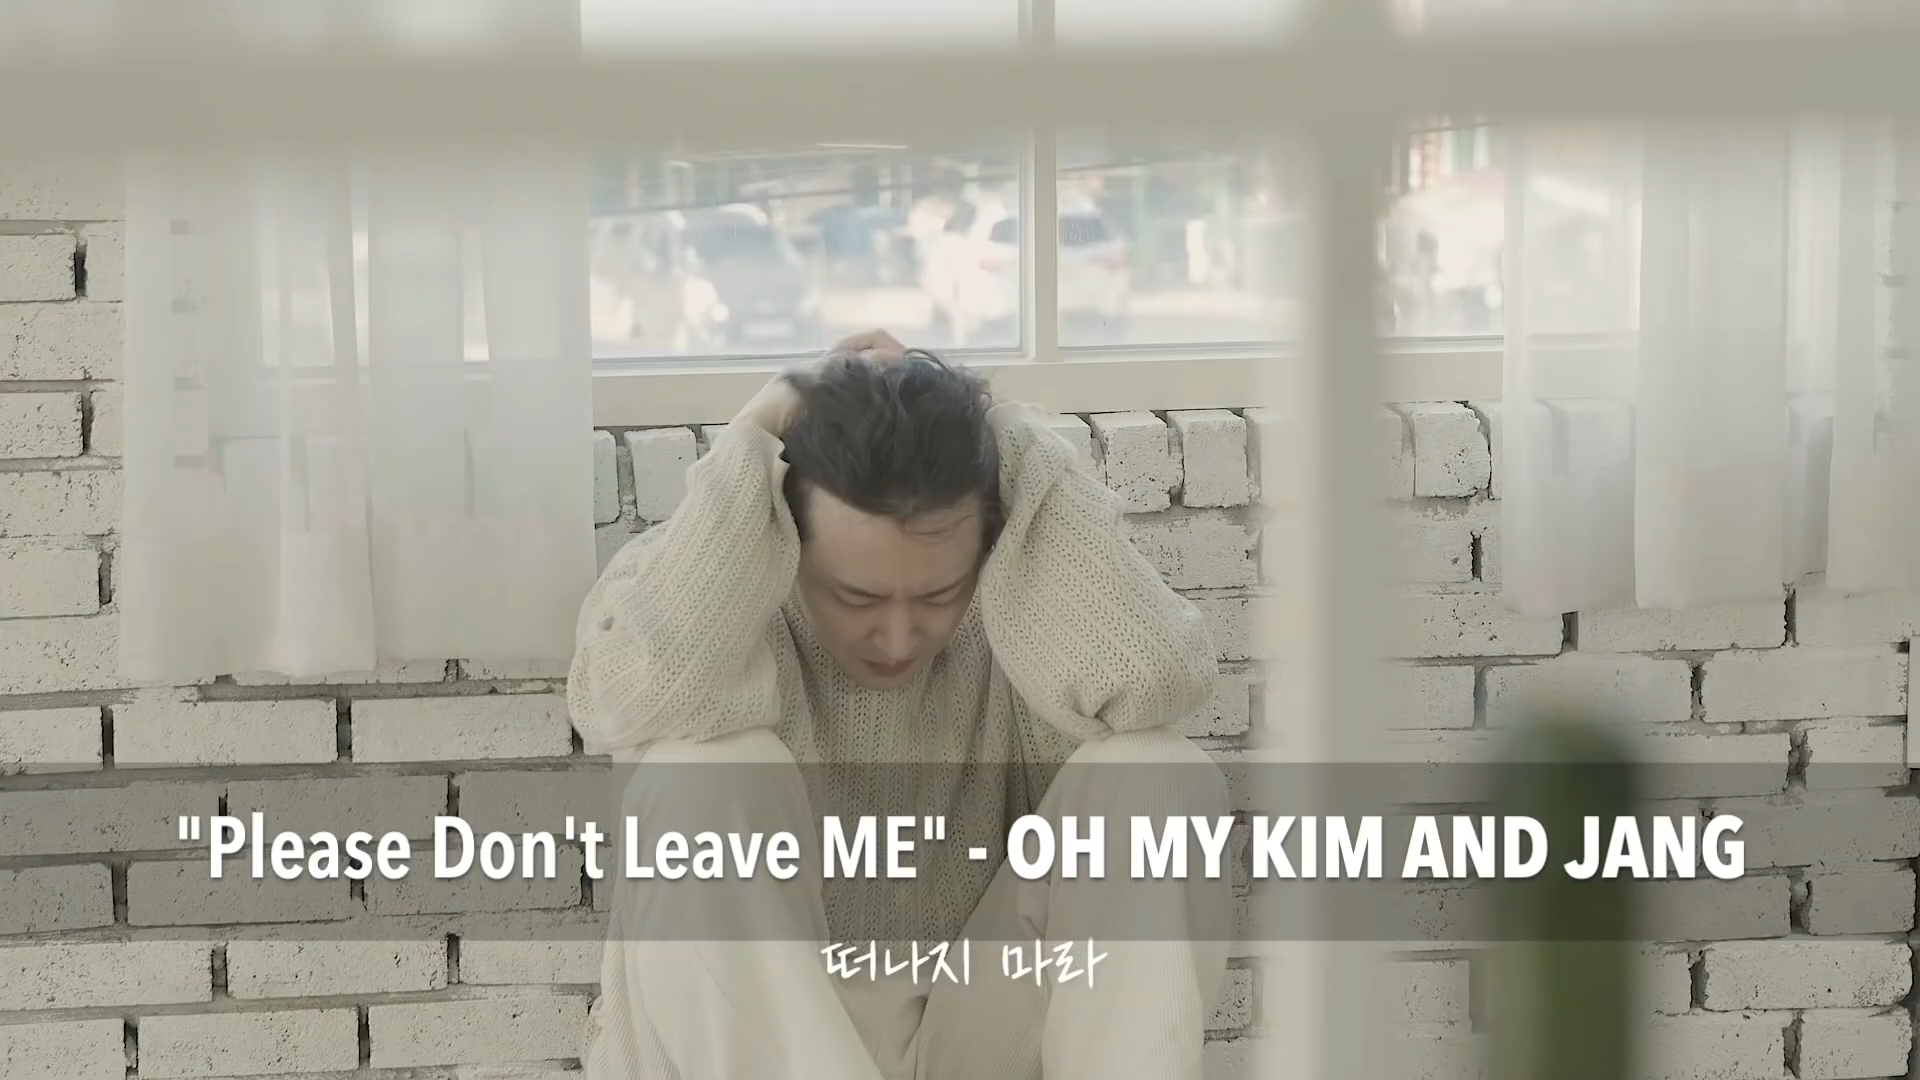 "Please Don't Leave ME" - OH MY KIM AND JANG
떠나지 마라